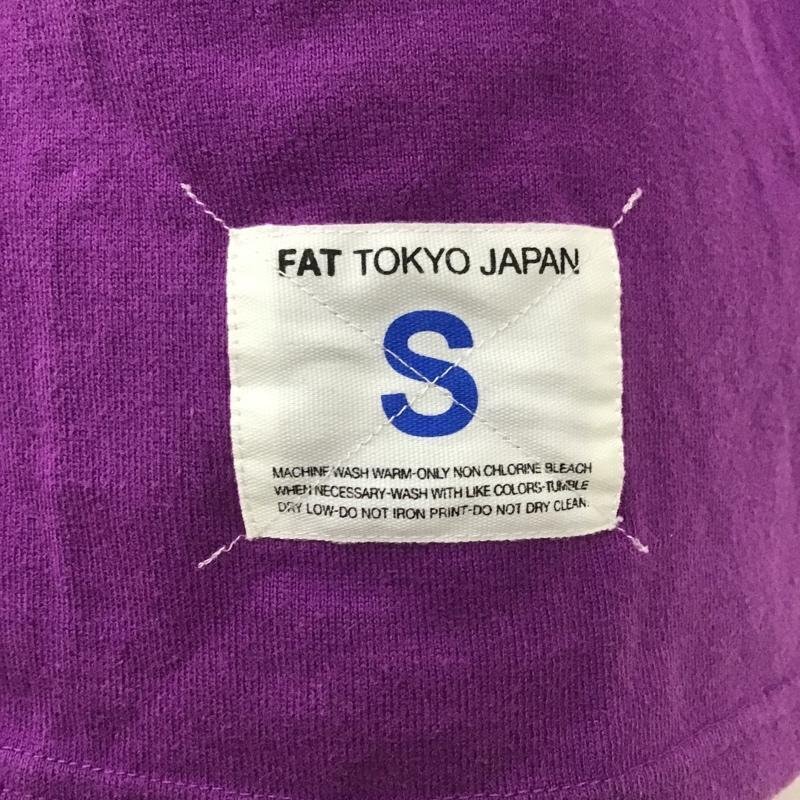 FAT TOKYO JAPAN
S
MACHINE WASH WARM-ONLY NON CHLORINE BLEACH
WHEN NECESSARY-WASH WITH LIKE COLORS-TUMBLE
DRY LOW-DO NOT IRON PRINT-DO NOT DRY CLEAN.